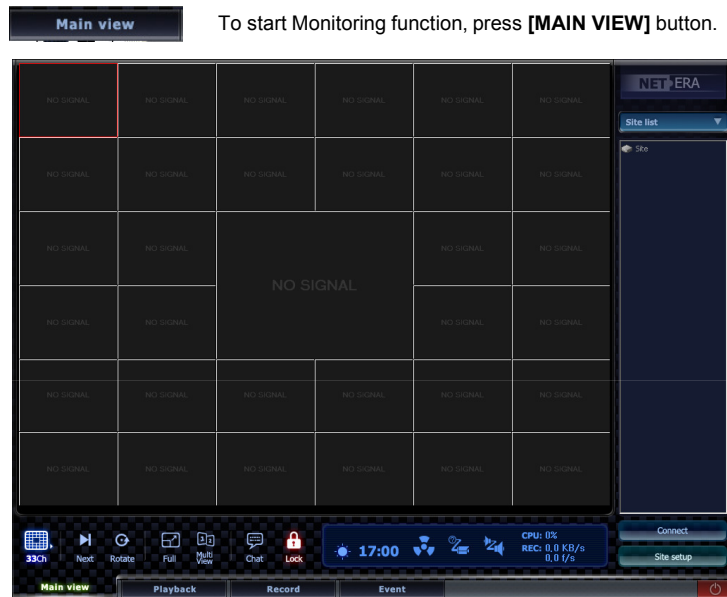 Main view
To start Monitoring function, press [MAIN VIEW] button.
NO SIGNAL NO SIGNAL NO SIGNAL NO SIGNAL NO SIGNAL NO SIGNAL
NET ERA
Site list
Site
NO SIGNAL NO SIGNAL NO SIGNAL NO SIGNAL NO SIGNAL NO SIGNAL
NO SIGNAL NO SIGNAL NO SIGNAL NO SIGNAL
NO SIGNAL
NO SIGNAL NO SIGNAL NO SIGNAL NO SIGNAL
NO SIGNAL NO SIGNAL NO SIGNAL NO SIGNAL NO SIGNAL NO SIGNAL
NO SIGNAL NO SIGNAL NO SIGNAL NO SIGNAL NO SIGNAL NO SIGNAL
33Ch Next Rotate Full Multi View Chat Lock
17:00
CPU: 0%
REC: 0,0 KB/s
0,0 f/s
Connect
Site setup
Main view Playback Record Event